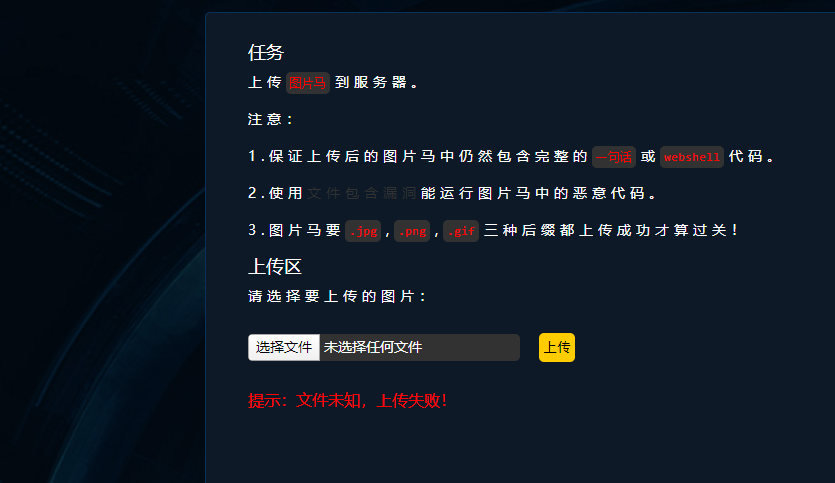 任务
上传图片马到服务器。
注意：
1.保证上传后的图片马中仍然包含完整的一句话或webshell代码。
2.使用文件包含漏洞能运行图片马中的恶意代码。
3.图片马要.jpg,.png,.gif三种后缀都上传成功才算过关！
上传区
请选择要上传的图片：
选择文件 未选择任何文件 上传
提示：文件未知，上传失败！